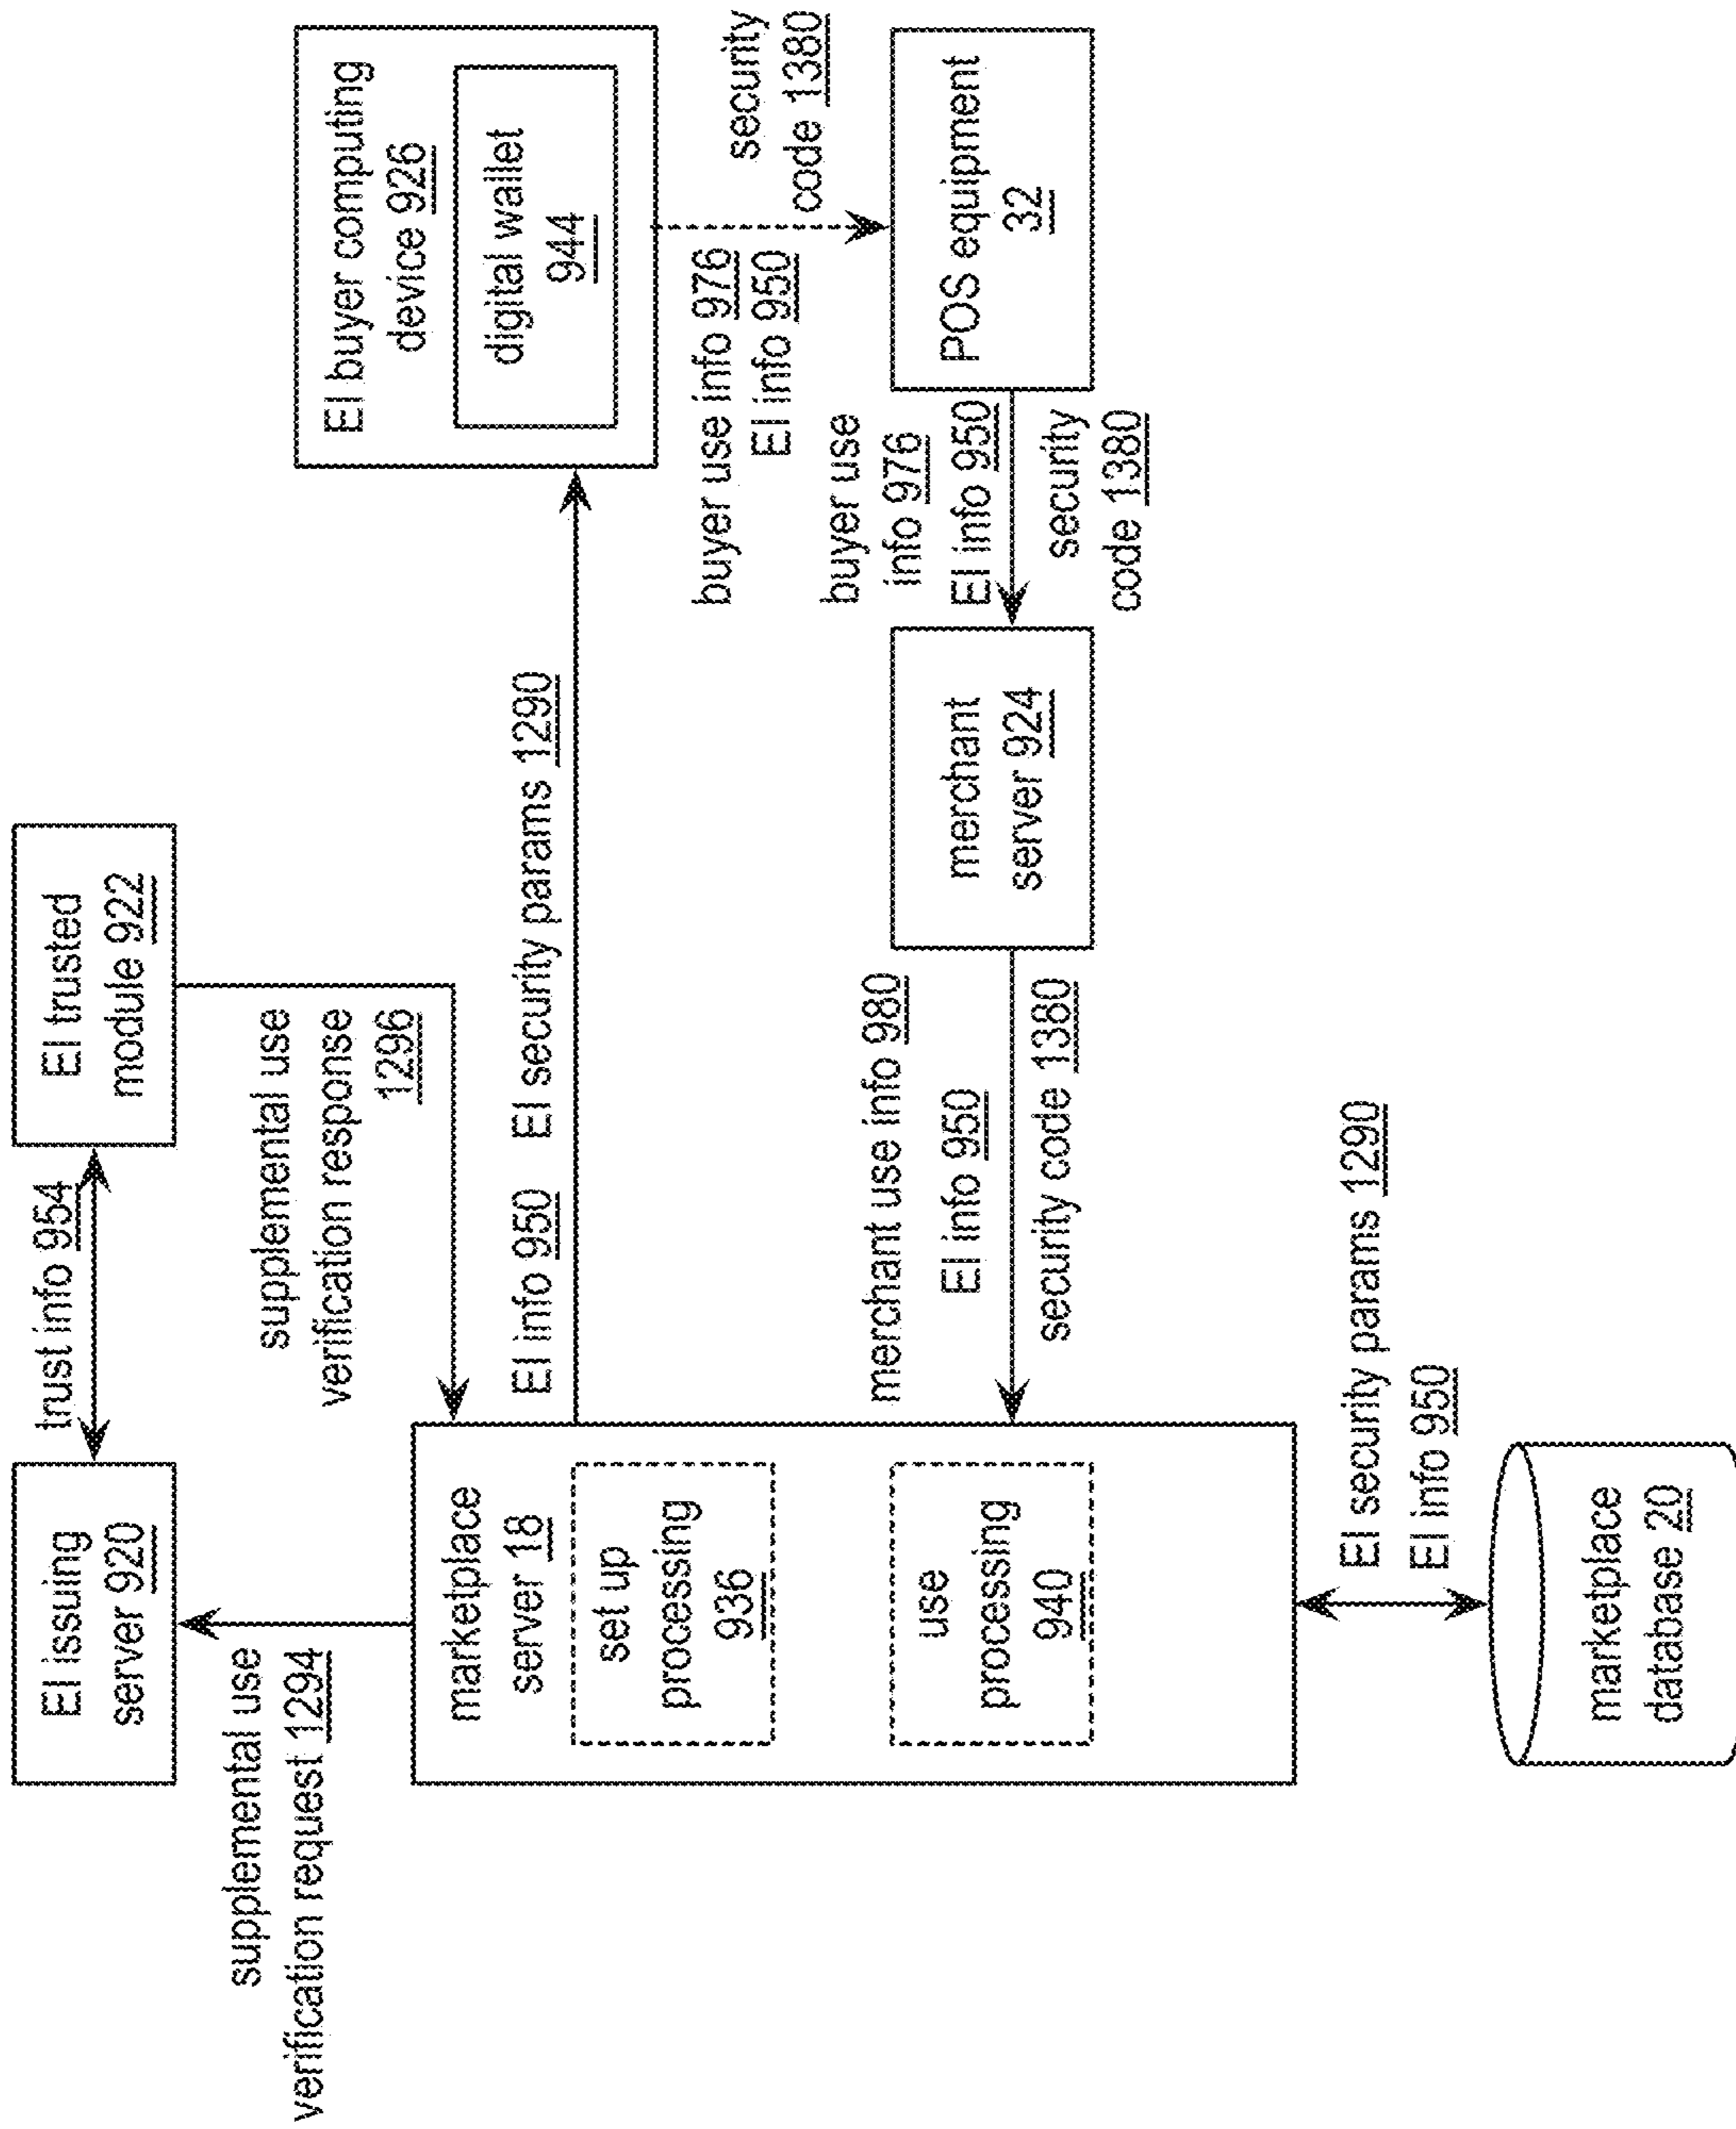 supplemental use
verification request 1294
EI issuing
server 920
trust info 954
EI trusted
module 922
supplemental use
verification response
1296
marketplace
server 18
set up
processing
936
use
processing
940
EI info 950
EI security params 1290
EI buyer computing
device 926
digital wallet
944
buyer use info 976
EI info 950
security
code 1380
POS equipment
32
buyer use
info 976
EI info 950
security
code 1380
merchant
server 924
merchant use info 980
EI info 950
security code 1380
EI security params 1290
EI info 950
marketplace
database 20